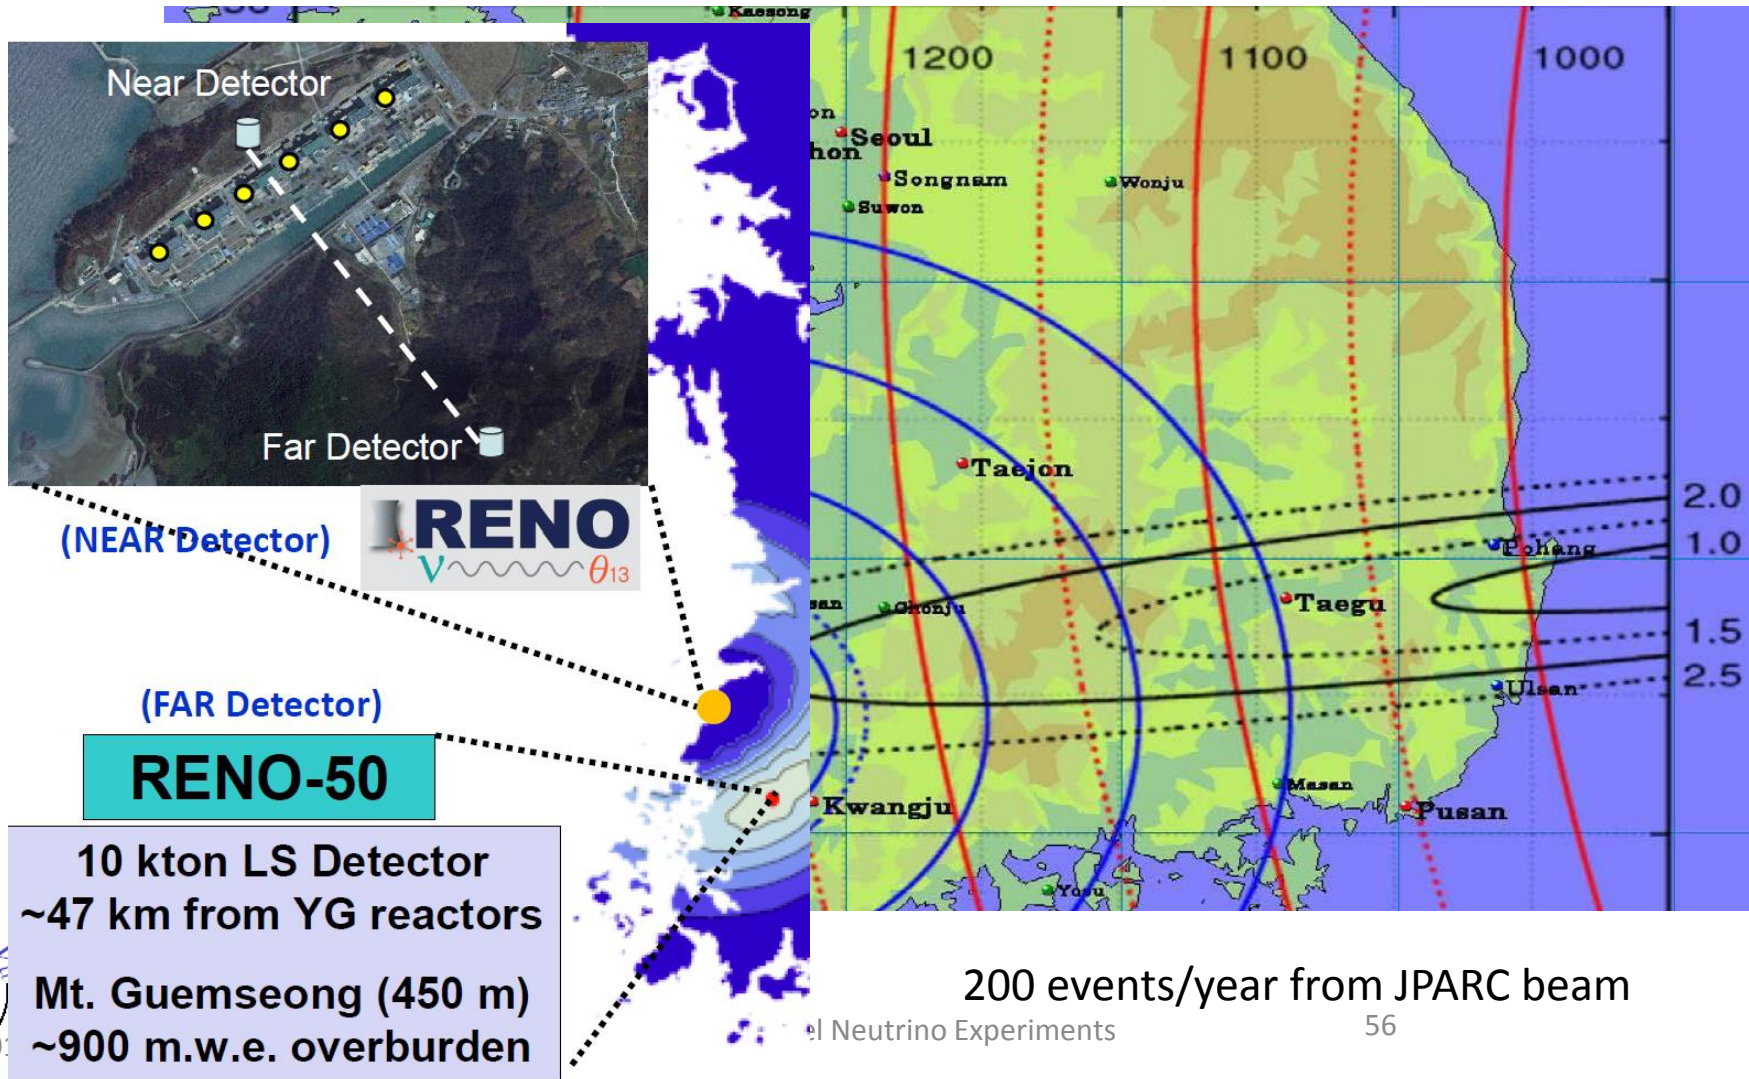 Kaesong
Near Detector
Far Detector
(NEAR Detector)
RENO
ν θ13
(FAR Detector)
RENO-50
10 kton LS Detector
~47 km from YG reactors
Mt. Guemseong (450 m)
~900 m.w.e. overburden
1200 1100 1000
Seoul
Songnam
Wonju
Suwon
Taejon
2.0
Pohang
1.0
Chonju
Taegu
1.5
Ulsan
2.5
Masan
Kwangju
Pusan
Yosu
200 events/year from JPARC beam
Neutrino Experiments
56